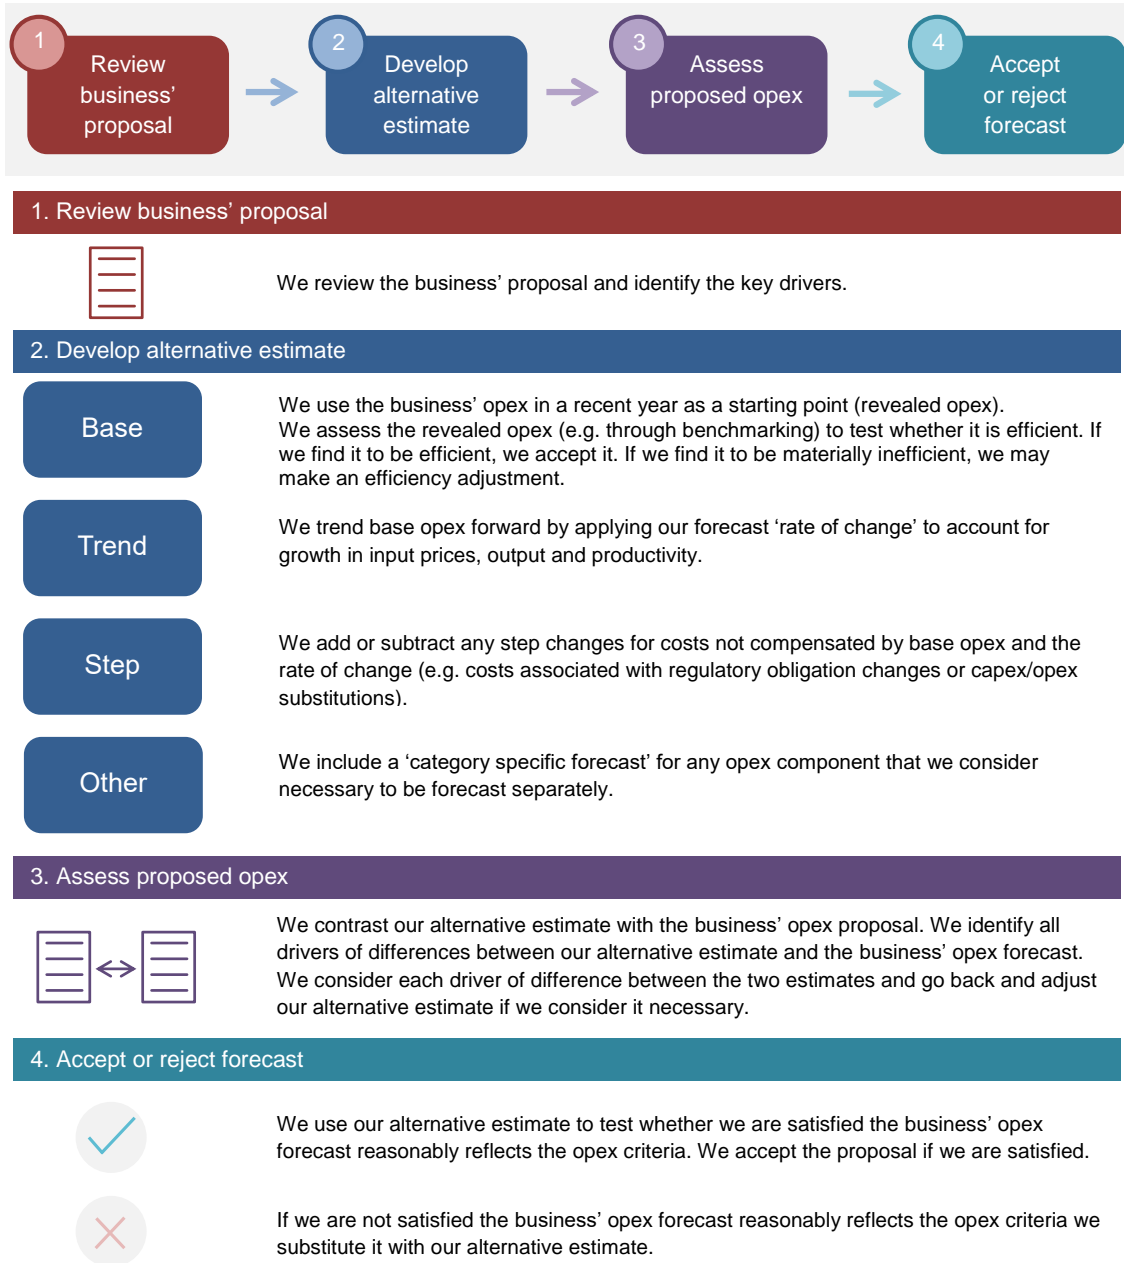 1
Review
business’
proposal
2
Develop
alternative
estimate
3
Assess
proposed opex
4
Accept
or reject
forecast
1. Review business’ proposal
We review the business’ proposal and identify the key drivers.
2. Develop alternative estimate
Base
We use the business’ opex in a recent year as a starting point (revealed opex).
We assess the revealed opex (e.g. through benchmarking) to test whether it is efficient. If
we find it to be efficient, we accept it. If we find it to be materially inefficient, we may
make an efficiency adjustment.
Trend
We trend base opex forward by applying our forecast ‘rate of change’ to account for
growth in input prices, output and productivity.
Step
We add or subtract any step changes for costs not compensated by base opex and the
rate of change (e.g. costs associated with regulatory obligation changes or capex/opex
substitutions).
Other
We include a ‘category specific forecast’ for any opex component that we consider
necessary to be forecast separately.
3. Assess proposed opex
We contrast our alternative estimate with the business’ opex proposal. We identify all
drivers of differences between our alternative estimate and the business’ opex forecast.
We consider each driver of difference between the two estimates and go back and adjust
our alternative estimate if we consider it necessary.
4. Accept or reject forecast
We use our alternative estimate to test whether we are satisfied the business’ opex
forecast reasonably reflects the opex criteria. We accept the proposal if we are satisfied.
If we are not satisfied the business’ opex forecast reasonably reflects the opex criteria we
substitute it with our alternative estimate.